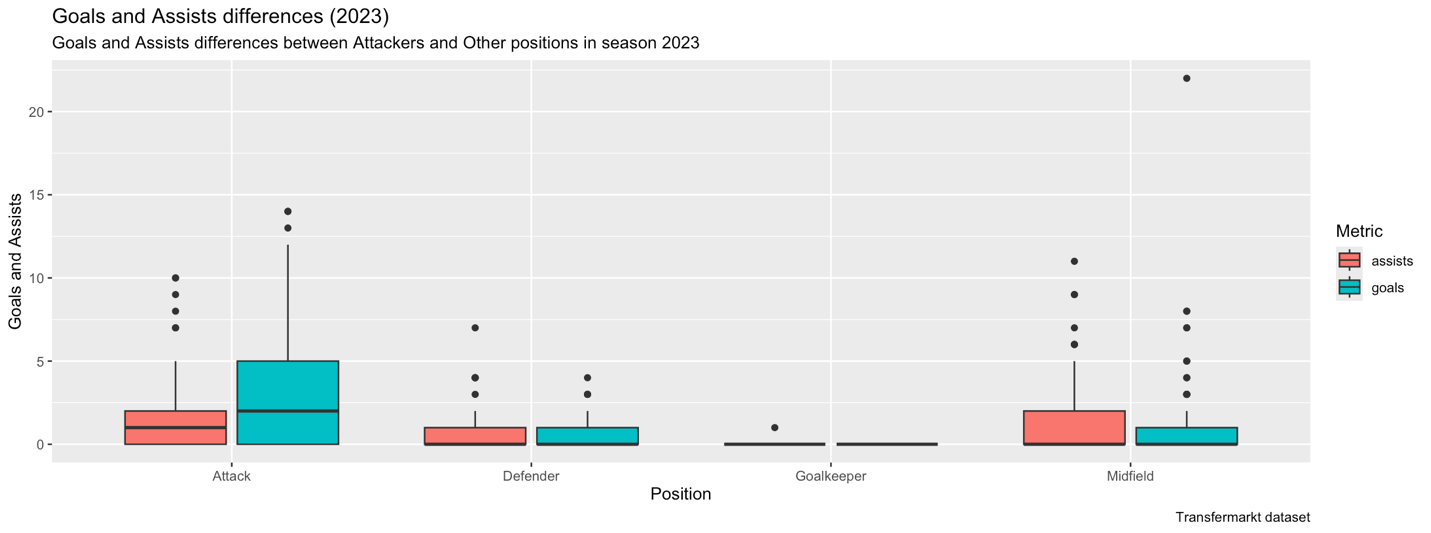 Goals and Assists differences (2023)
Goals and Assists differences between Attackers and Other positions in season 2023
Goals and Assists
20
15
10
5
0
Attack
Defender
Goalkeeper
Midfield
Position
Metric
assists
goals
Transfermarkt dataset